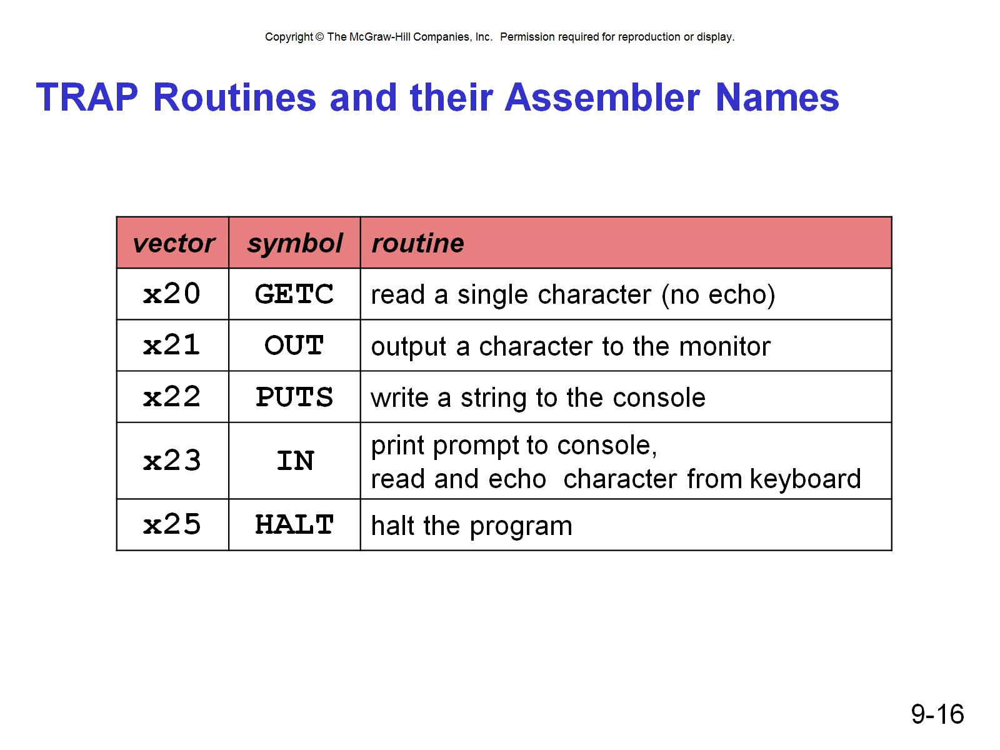 Copyright © The McGraw-Hill Companies, Inc. Permission required for reproduction or display.
TRAP Routines and their Assembler Names
vector symbol routine
x20 GETC read a single character (no echo)
x21 OUT output a character to the monitor
x22 PUTS write a string to the console
x23 IN print prompt to console,
read and echo character from keyboard
x25 HALT halt the program
9-16